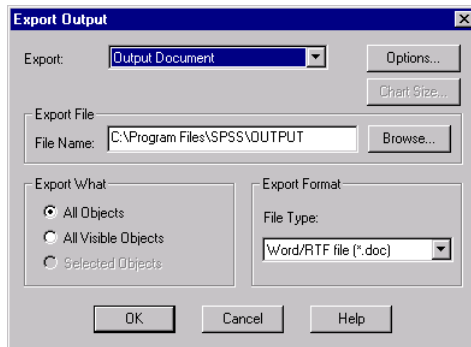 Export Output
Export: Output Document Options...
Chart Size...
Export File
File Name: C:\Program Files\SPSS\OUTPUT Browse...
Export What Export Format
All Objects File Type:
All Visible Objects Word/RTF file (*.doc)
Selected Objects
OK Cancel Help